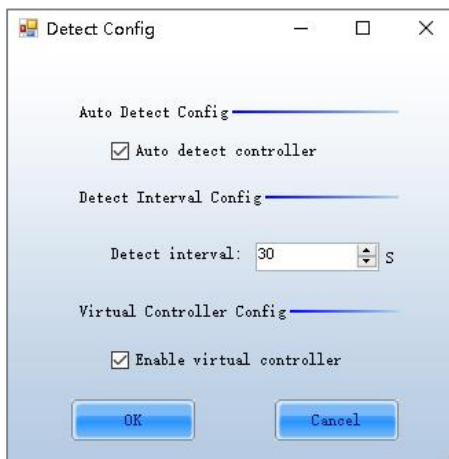 Detect Config
Auto Detect Config
Auto detect controller
Detect Interval Config
Detect interval: 30 S
Virtual Controller Config
Enable virtual controller
OK Cancel